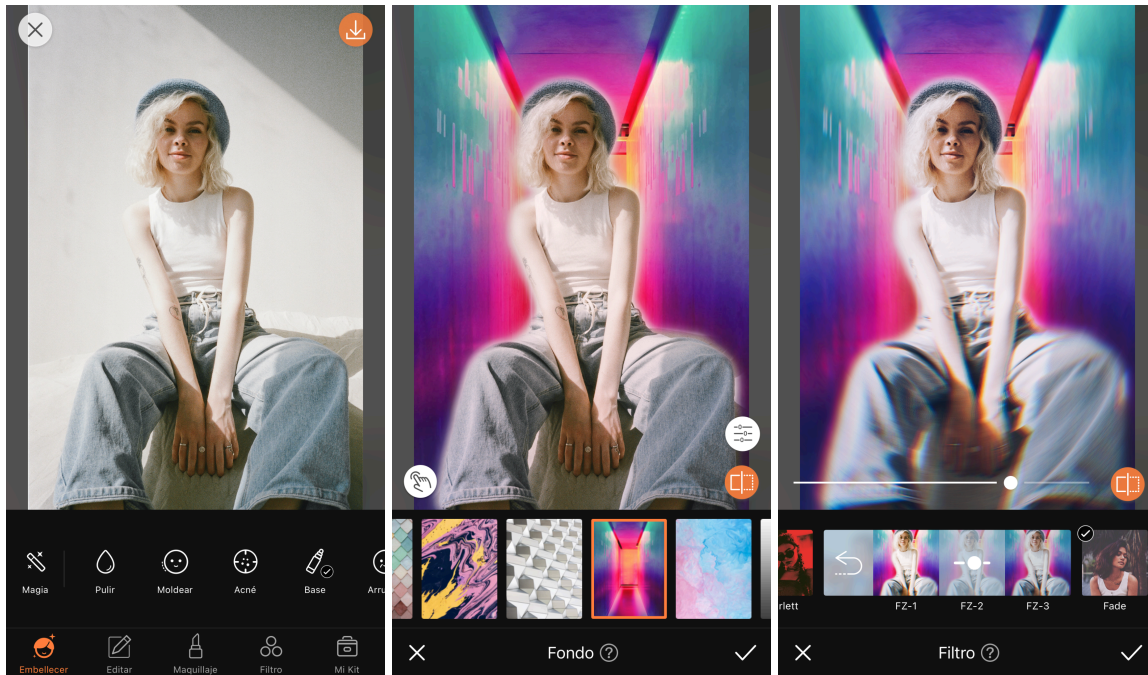 Magia
Pulir
Moldear
Acné
Base
Arru
Embellecer
Editar
Maquillaje
Filtro
Mi Kit
Fondo ?
rlett
FZ-1
FZ-2
FZ-3
Fade
Filtro ?